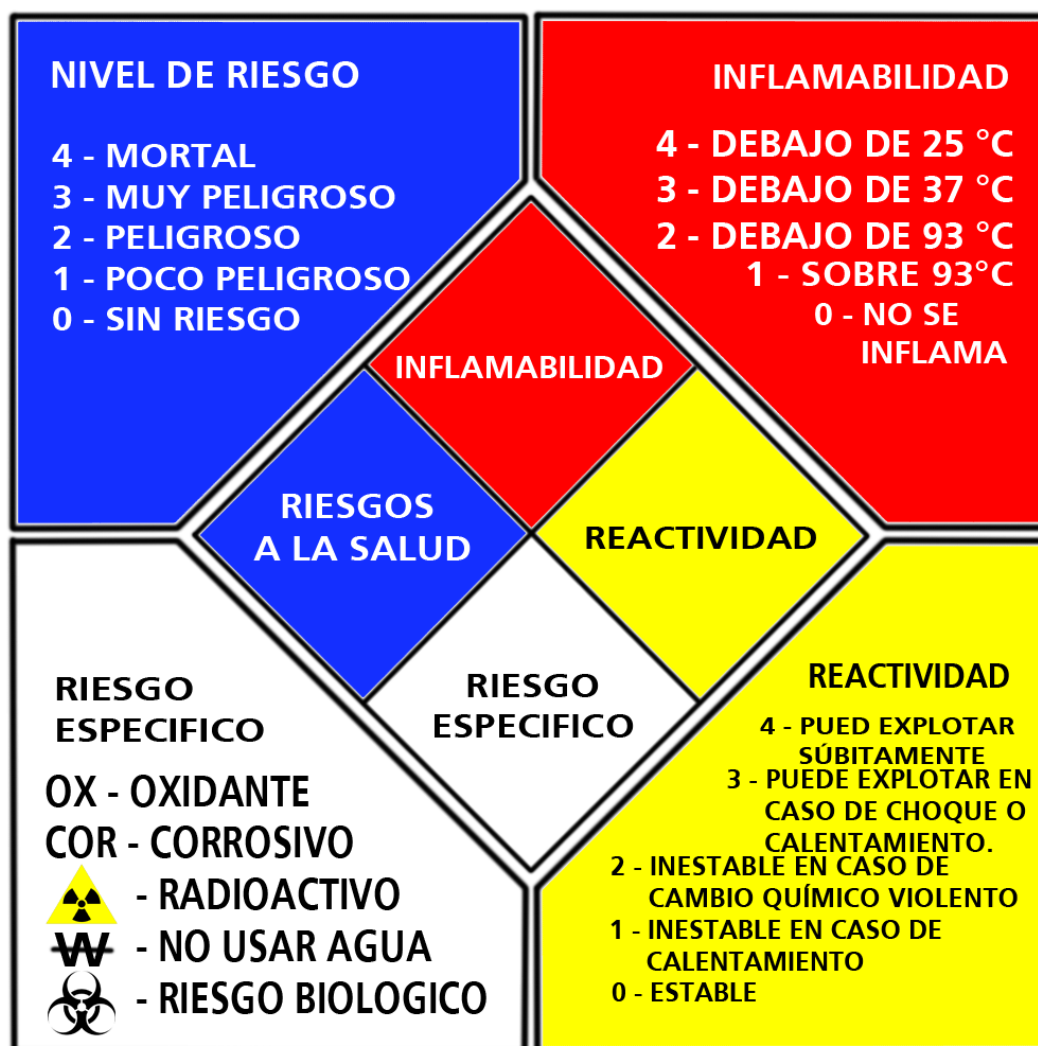 NIVEL DE RIESGO
4 - MORTAL
3 - MUY PELIGROSO
2 - PELIGROSO
1 - POCO PELIGROSO
0 - SIN RIESGO
INFLAMABILIDAD
4 - DEBAJO DE 25 °C
3 - DEBAJO DE 37 °C
2 - DEBAJO DE 93 °C
1 - SOBRE 93°C
0 - NO SE
INFLAMA
INFLAMABILIDAD
RIESGOS
A LA SALUD
REACTIVIDAD
RIESGO
ESPECIFICO
RIESGO
ESPECIFICO
OX - OXIDANTE
COR - CORROSIVO
- RADIOACTIVO
W - NO USAR AGUA
- RIESGO BIOLOGICO
REACTIVIDAD
4 - PUED EXPLOTAR
SÚBITAMENTE
3 - PUEDE EXPLOTAR EN
CASO DE CHOQUE O
CALENTAMIENTO.
2 - INESTABLE EN CASO DE
CAMBIO QUÍMICO VIOLENTO
1 - INESTABLE EN CASO DE
CALENTAMIENTO
0 - ESTABLE